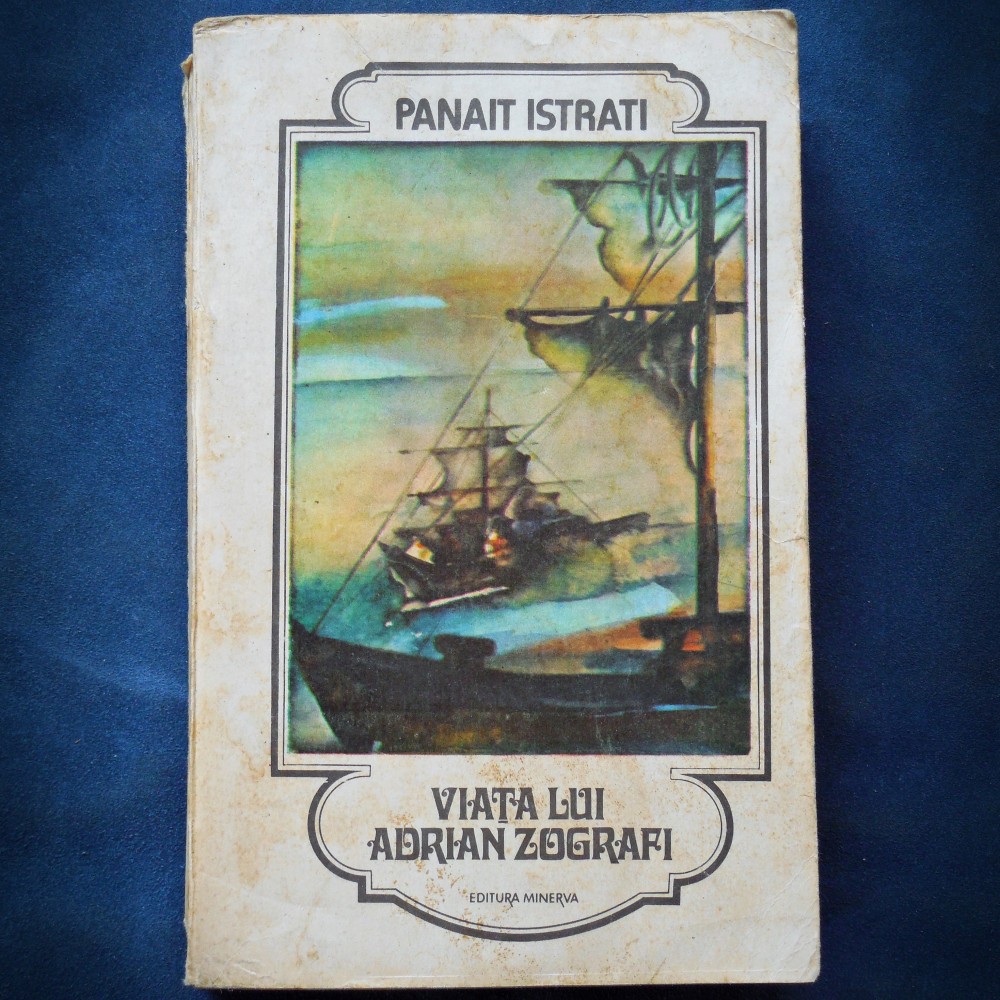 PANAIT ISTRATI
VIAȚA LUI
ADRIAN ZOGRAFI
EDITURA MINERVA